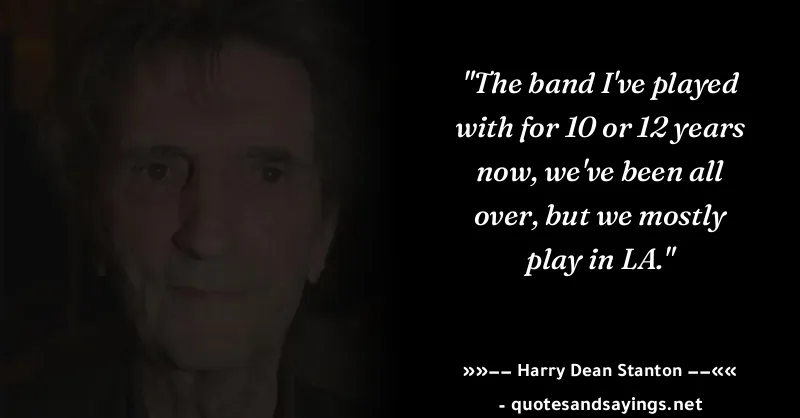 "The band I've played
with for 10 or 12 years
now, we've been all
over, but we mostly
play in LA."
»»−− Harry Dean Stanton −−««
- quotesandsayings.net